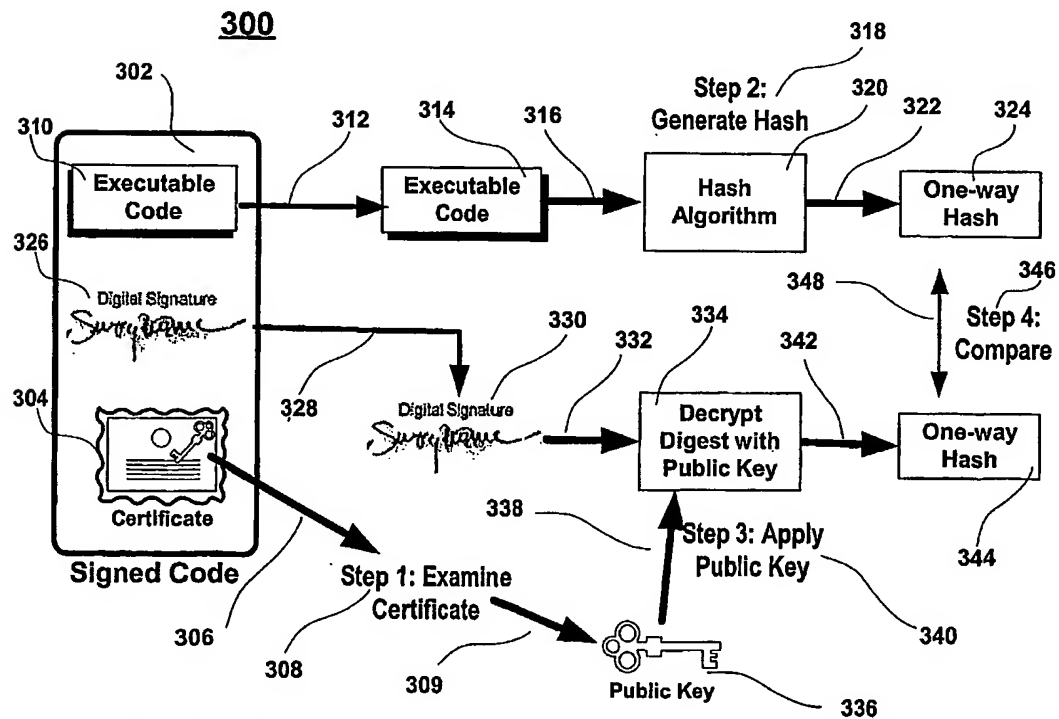 300
302
318
310
312
314
316
Step 2:
Generate Hash
320
322
324
Executable
Code
Executable
Code
Hash
Algorithm
One-way
Hash
326
Digital Signature
348
346
Step 4:
Compare
328
330
332
334
342
304
Digital Signature
Decrypt
Digest with
Public Key
One-way
Hash
Certificate
338
Step 3: Apply
Public Key
344
Signed Code
Step 1: Examine
Certificate
306
308
309
340
Public Key
336